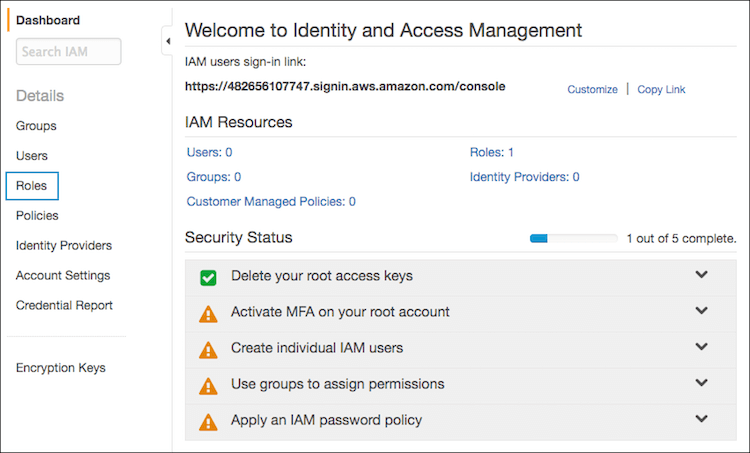 Dashboard
Search IAM
Details
Groups
Users
Roles
Policies
Identity Providers
Account Settings
Credential Report
Encryption Keys
Welcome to Identity and Access Management
IAM users sign-in link:
https://482656107747.signin.aws.amazon.com/console
Customize | Copy Link
IAM Resources
Users: 0 Roles: 1
Groups: 0 Identity Providers: 0
Customer Managed Policies: 0
Security Status 1 out of 5 complete.
Delete your root access keys
Activate MFA on your root account
Create individual IAM users
Use groups to assign permissions
Apply an IAM password policy